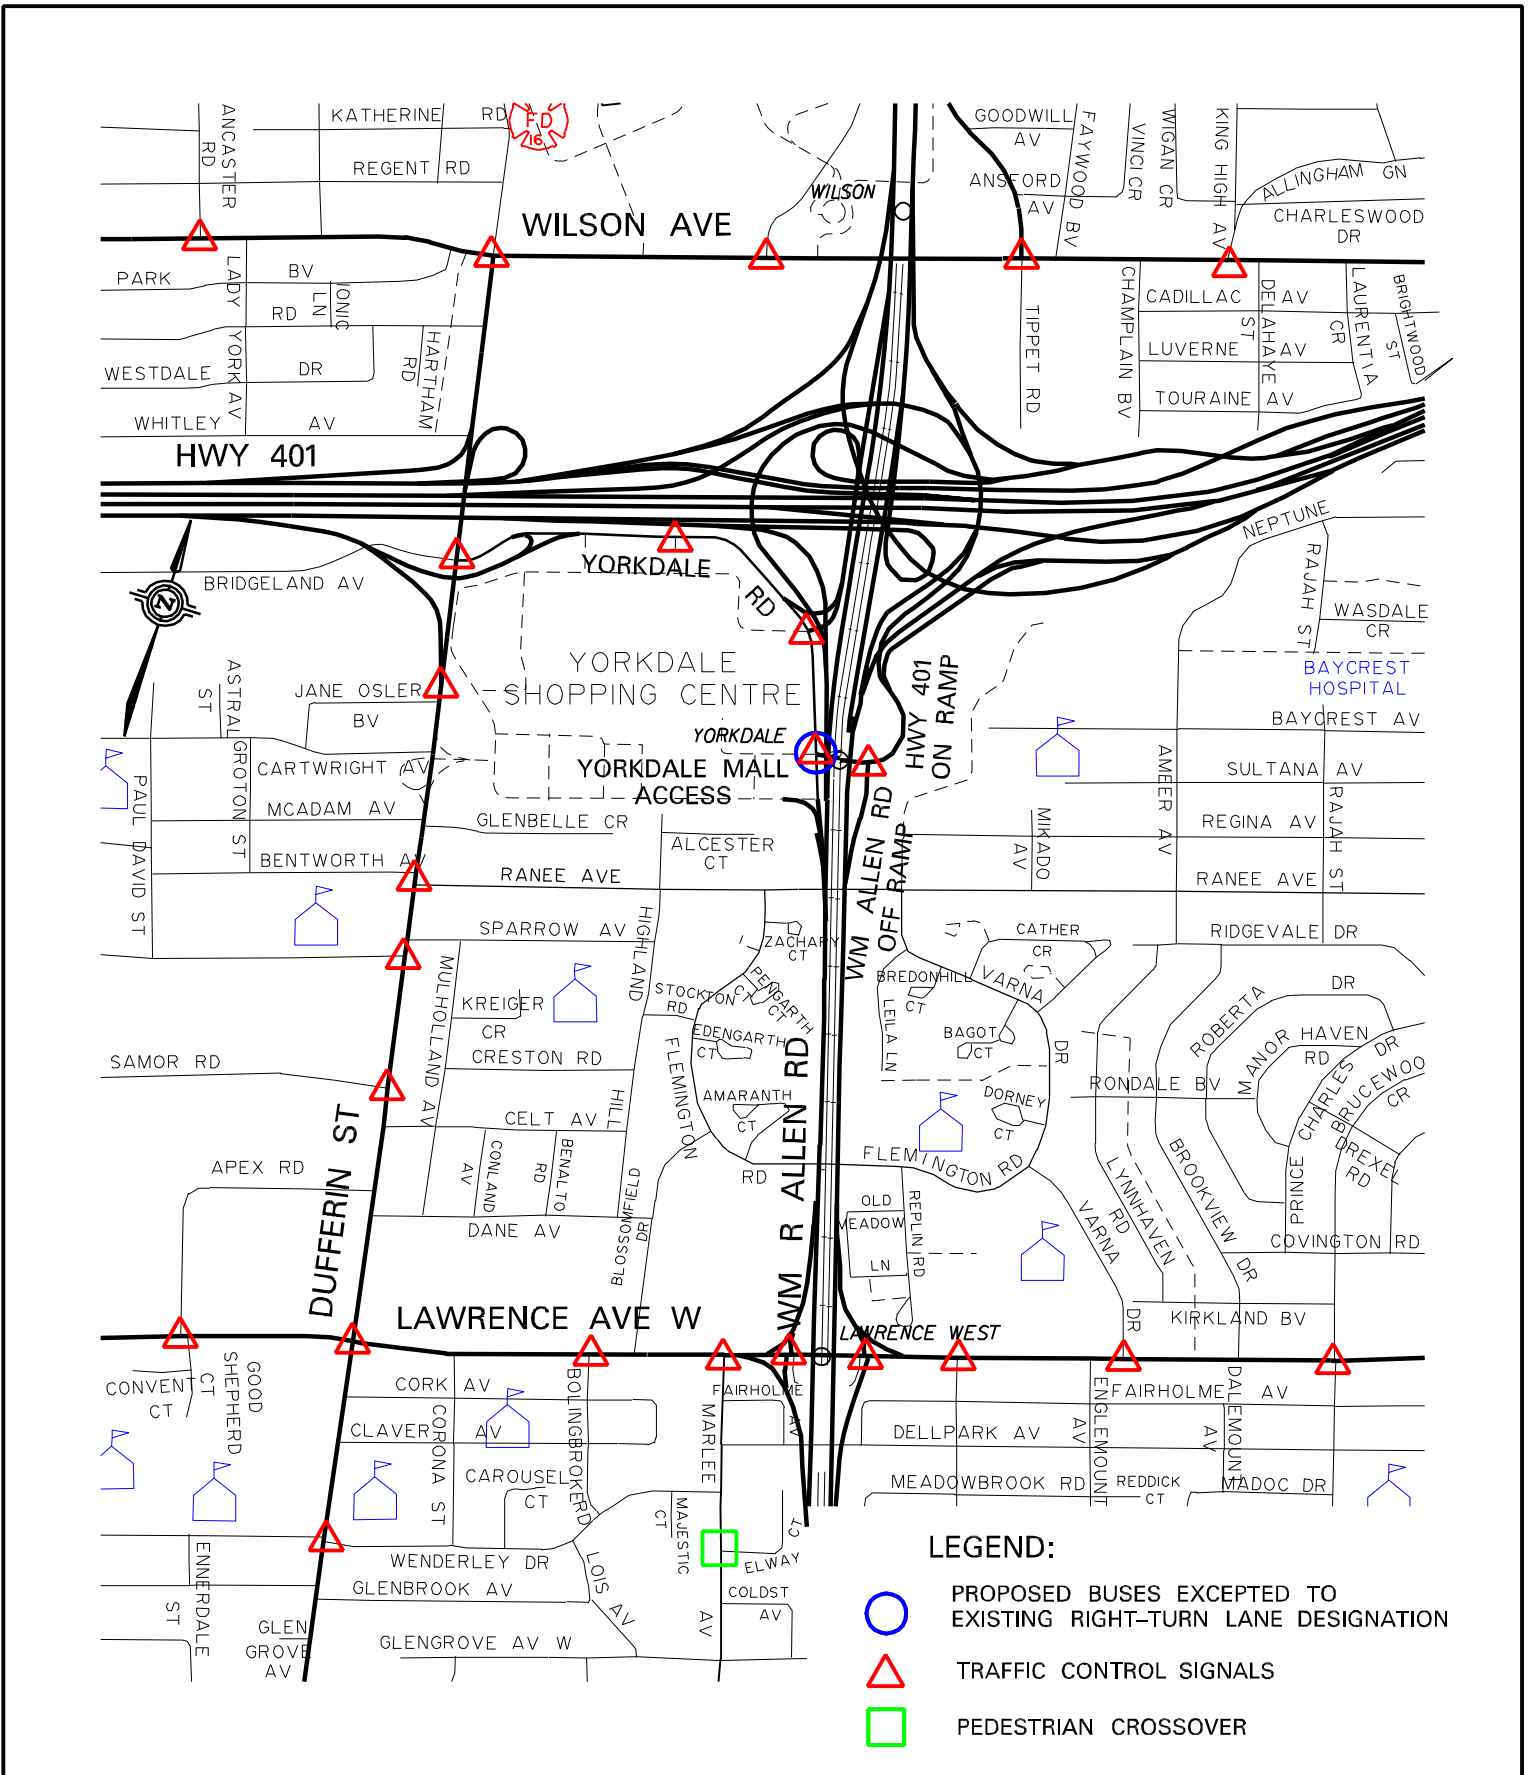 ANCASTER
RD
KATHERINE RD
REGENT RD
F.D
16
WILSON
WILSON AVE
GOODWILL
AV
ANSFORD
AV
FAYWOOD BV
VINCI CR
WIGAN CR
KING HIGH AV
ALLINGHAM GN
CHARLESWOOD
DR
PARK BV
LADY YORK AV
IONIC
LN
RD
HARTHAM
RD
WESTDALE DR
WHITLEY AV
HWY 401
TIPPET RD
CHAMPLAIN BV
CADILLAC AV
DELAHAYE
ST
LAURENTIA
CR
BRIGHTWOOD
ST
LUVERNE AV
TOURAINE AV
NEPTUNE
RAJAH ST
WASDALE
CR
BAYCREST
HOSPITAL
BRIDGELAND AV
N
YORKDALE
RD
YORKDALE
SHOPPING CENTRE
YORKDALE
YORKDALE MALL
ACCESS
HWY 401
ON RAMP
WM ALLEN RD
OFF RAMP
ASTRAL
ST
JANE OSLER
BV
GROTON ST
CARTWRIGHT AV
MCADAM AV
BENTWORTH AV
PAUL DAVID ST
GLENBELLE CR
ALCESTER
CT
RANEE AVE
BAYCREST AV
AMEER AV
SULTANA AV
MIKADO
AV
REGINA AV
RAJAH ST
RANEE AVE
RIDGEVALE DR
SPARROW AV
HIGHLAND
HILL
ZACHARY
CT
MULHOLLAND AV
KREIGER
CR
STOCKTON
RD
PENGARTH
CT
CT
EDENGARTH
CT
CRESTON RD
FLEMINGTON
RD
AMARANTH
CT
SAMOR RD
CELT AV
CONLAND
AV
BENALTO
RD
APEX RD
DANE AV
BLOSSOMFIELD
DR
DUFFERIN ST
WM R ALLEN RD
CATHER
CR
BREDONHILL
CT
VARNA
DR
LEILA LN
BAGOT
CT
DORNEY
CT
FLEMINGTON RD
RONDALE BV
ROBERTA
DR
MANOR HAVEN
RD
PRINCE CHARLES DR
BRUCEWOO
CR
DREXEL
RD
BROOKVIEW DR
LYNNHAVEN
RD
VARNA
DR
OLD
MEADOW
LN
REPLIN RD
COVINGTON RD
KIRKLAND BV
LAWRENCE AVE W
LAWRENCE WEST
CONVENT
CT
GOOD
SHEPHERD
CT
CORK AV
CLAVER AV
CORONA ST
CAROUSEL
CT
BOLINGBROKE
RD
FAIRHOLME
AV
MARLEE
AV
MAJESTIC
CT
ELWAY
CT
COLDST
AV
DELLPARK AV
MEADOWBROOK RD
ENGLEMOUNT
AV
FAIRHOLME AV
DALEMOUNT
AV
REDDICK
CT
MADOC DR
ENNERDALE
ST
WENDERLEY DR
LOIS AV
GLENBROOK AV
GLEN
GROVE
AV
GLENGROVE AV W
LEGEND:
PROPOSED BUSES EXCEPTED TO
EXISTING RIGHT-TURN LANE DESIGNATION
TRAFFIC CONTROL SIGNALS
PEDESTRIAN CROSSOVER